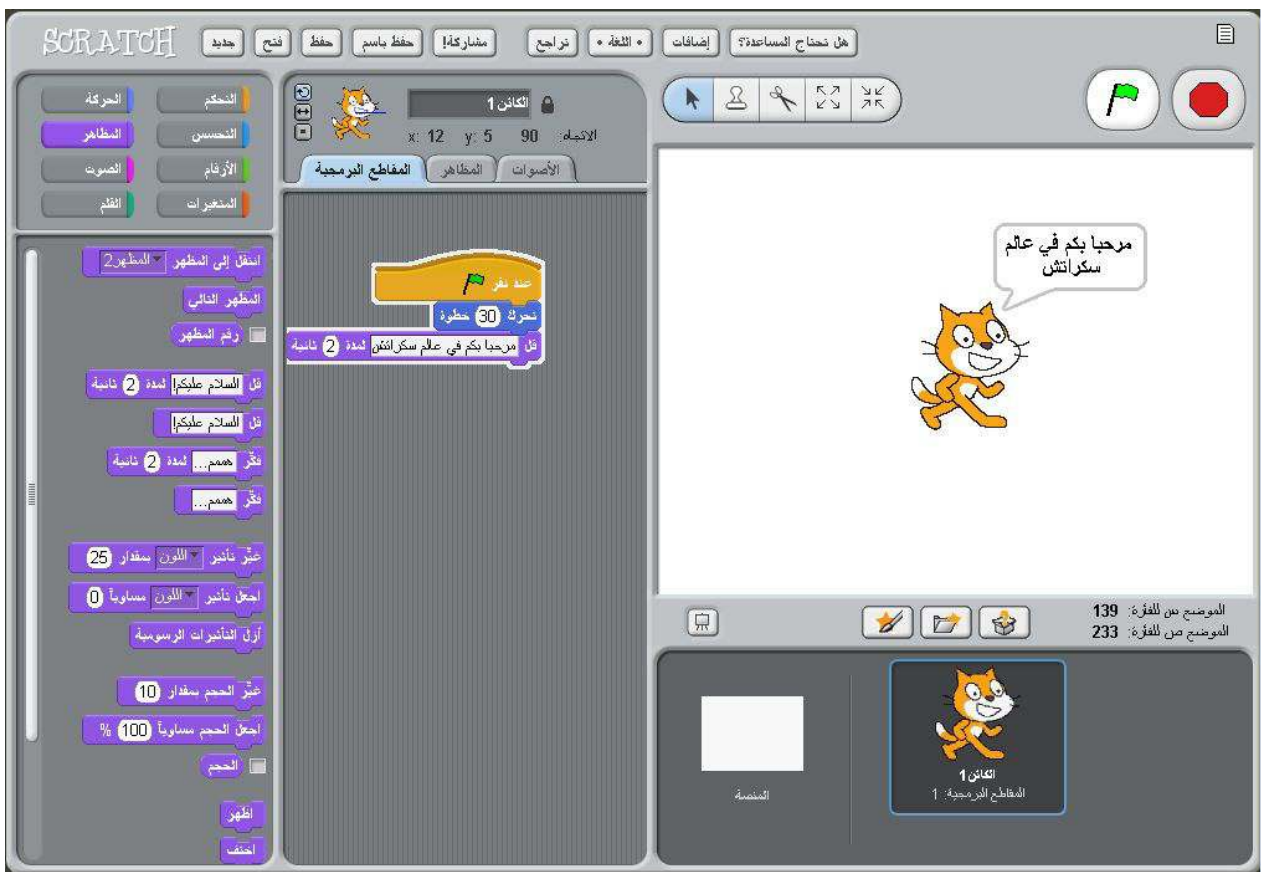 SCRATCH
جديد
فتح
حفظ
حفظ باسم
مشاركة!
تراجع
• اللغة •
إضافات
هل تحتاج المساعدة؟
الحركة
التحكم
المظاهر
التحسس
الصوت
الأرقام
القلم
المتغيرات
الكائن1
x: 12 y: 5 90 الاتجاه:
المقاطع البرمجية
المظاهر
الأصوات
انتقل إلى المظهر المظهر2
المظهر التالي
رقم المظهر
قل السلام عليكم! لمدة 2 ثانية
قل السلام عليكم!
فكّر هممم... لمدة 2 ثانية
فكّر هممم...
غيِّر تأثير اللون بمقدار 25
اجعل تأثير اللون مساوياً 0
أزل التأثيرات الرسومية
غيِّر الحجم بمقدار 10
اجعل الحجم مساوياً 100 %
الحجم
اظهر
اختف
عند نقر
تحرك 30 خطوة
قل مرحبا بكم في عالم سكراتش لمدة 2 ثانية
مرحبا بكم في عالم
سكراتش
الموضع س للفأرة: 139
الموضع ص للفأرة: 233
المنصة
الكائن1
المقاطع البرمجية: 1